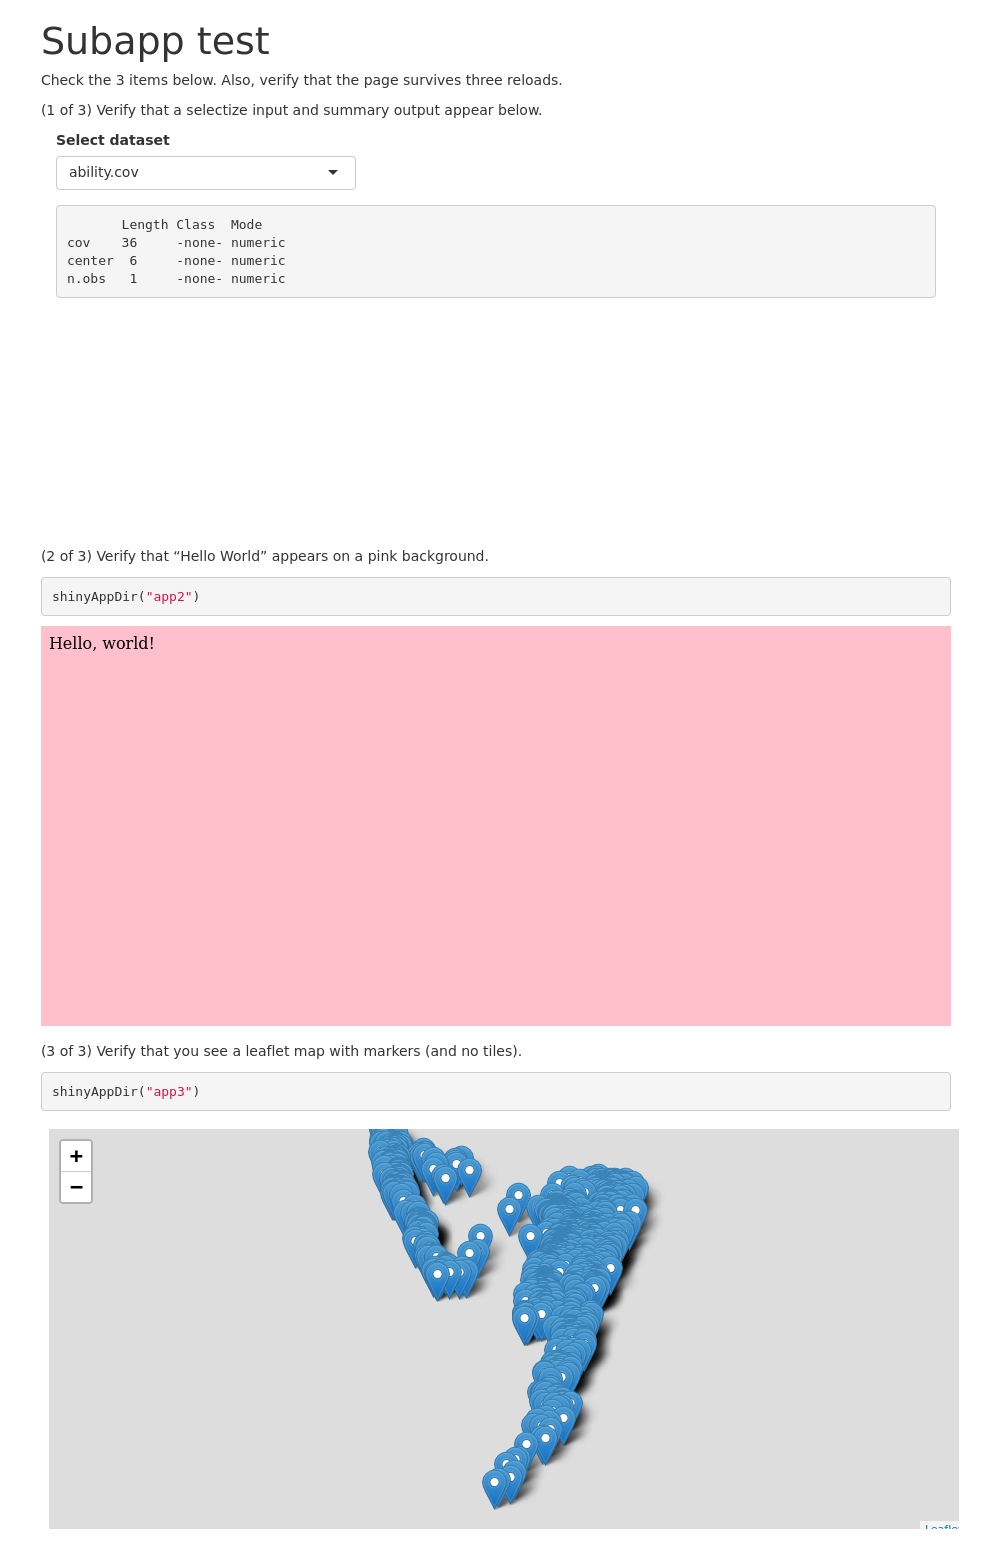 Subapp test
Check the 3 items below. Also, verify that the page survives three reloads.
(1 of 3) Verify that a selectize input and summary output appear below.
Select dataset
ability.cov
       Length Class  Mode
cov    36     -none- numeric
center  6     -none- numeric
n.obs   1     -none- numeric
(2 of 3) Verify that “Hello World” appears on a pink background.
shinyAppDir("app2")
Hello, world!
(3 of 3) Verify that you see a leaflet map with markers (and no tiles).
shinyAppDir("app3")
+
−